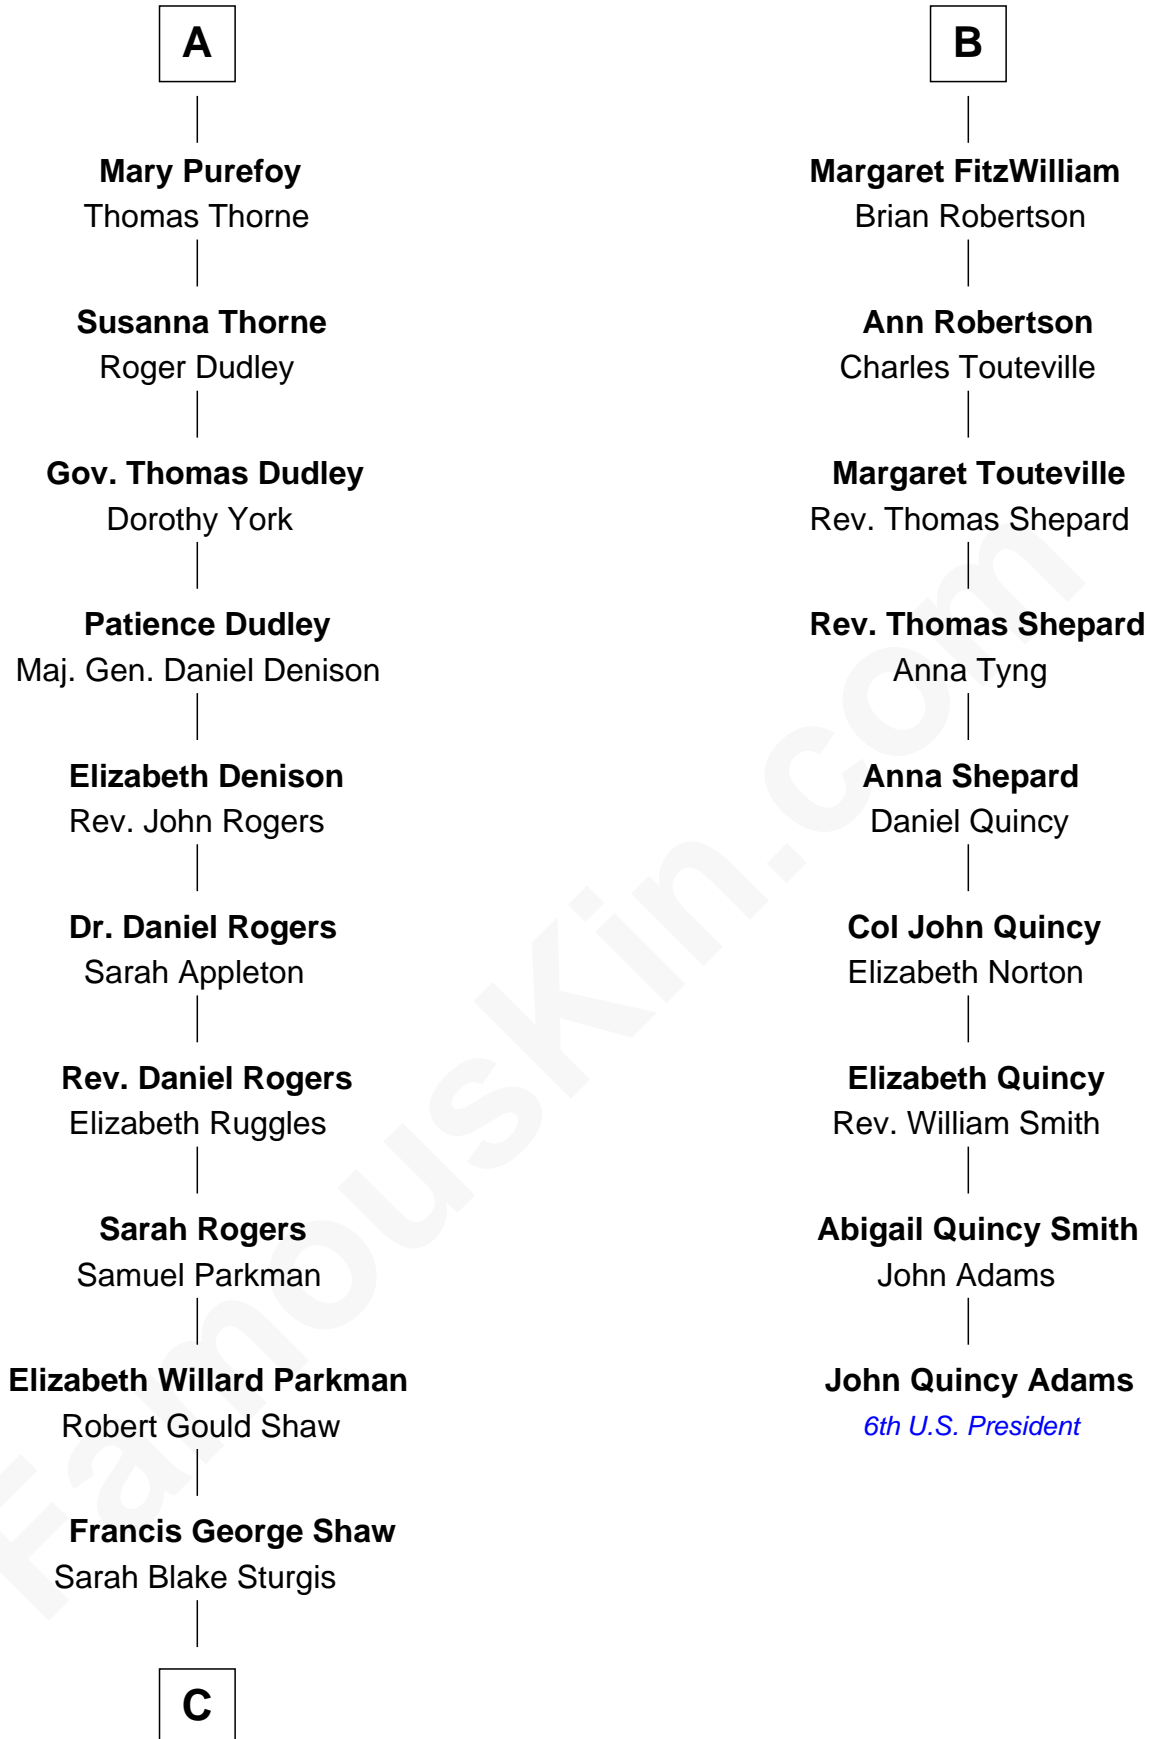 A
Mary Purefoy
Thomas Thorne
Susanna Thorne
Roger Dudley
Gov. Thomas Dudley
Dorothy York
Patience Dudley
Maj. Gen. Daniel Denison
Elizabeth Denison
Rev. John Rogers
Dr. Daniel Rogers
Sarah Appleton
Rev. Daniel Rogers
Elizabeth Ruggles
Sarah Rogers
Samuel Parkman
Elizabeth Willard Parkman
Robert Gould Shaw
Francis George Shaw
Sarah Blake Sturgis
C
B
Margaret FitzWilliam
Brian Robertson
Ann Robertson
Charles Touteville
Margaret Touteville
Rev. Thomas Shepard
Rev. Thomas Shepard
Anna Tyng
Anna Shepard
Daniel Quincy
Col John Quincy
Elizabeth Norton
Elizabeth Quincy
Rev. William Smith
Abigail Quincy Smith
John Adams
John Quincy Adams
6th U.S. President
FamousKin.com